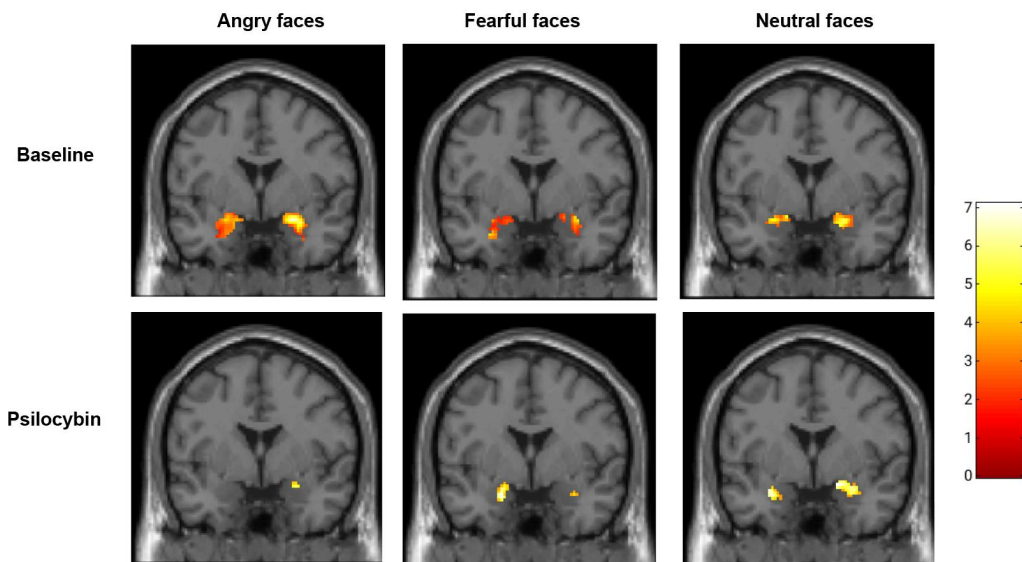 Angry faces
Fearful faces
Neutral faces
Baseline
Psilocybin
7
6
5
4
3
2
1
0